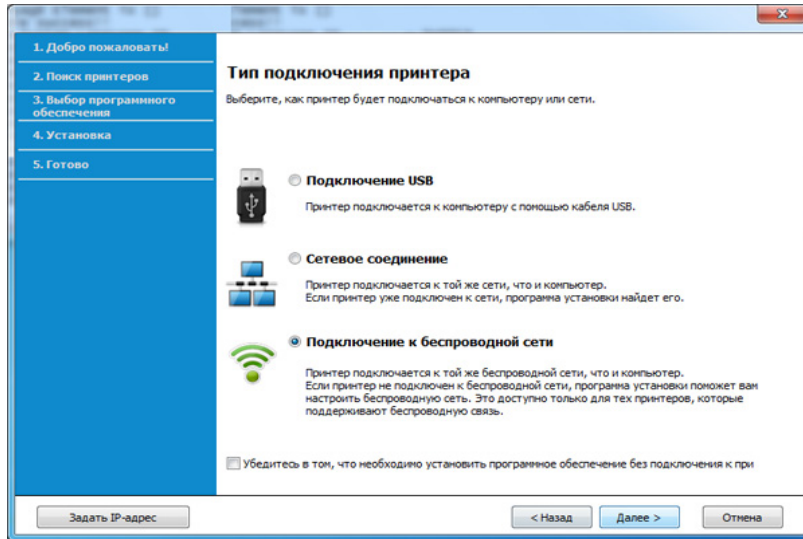 1. Добро пожаловать!
2. Поиск принтеров
3. Выбор программного
обеспечения
4. Установка
5. Готово
Тип подключения принтера
Выберите, как принтер будет подключаться к компьютеру или сети.
Подключение USB
Принтер подключается к компьютеру с помощью кабеля USB.
Сетевое соединение
Принтер подключается к той же сети, что и компьютер.
Если принтер уже подключен к сети, программа установки найдет его.
Подключение к беспроводной сети
Принтер подключается к той же беспроводной сети, что и компьютер.
Если принтер не подключен к беспроводной сети, программа установки поможет вам
настроить беспроводную сеть. Это доступно только для тех принтеров, которые
поддерживают беспроводную связь.
Убедитесь в том, что необходимо установить программное обеспечение без подключения к при
Задать IP-адрес
< Назад
Далее >
Отмена